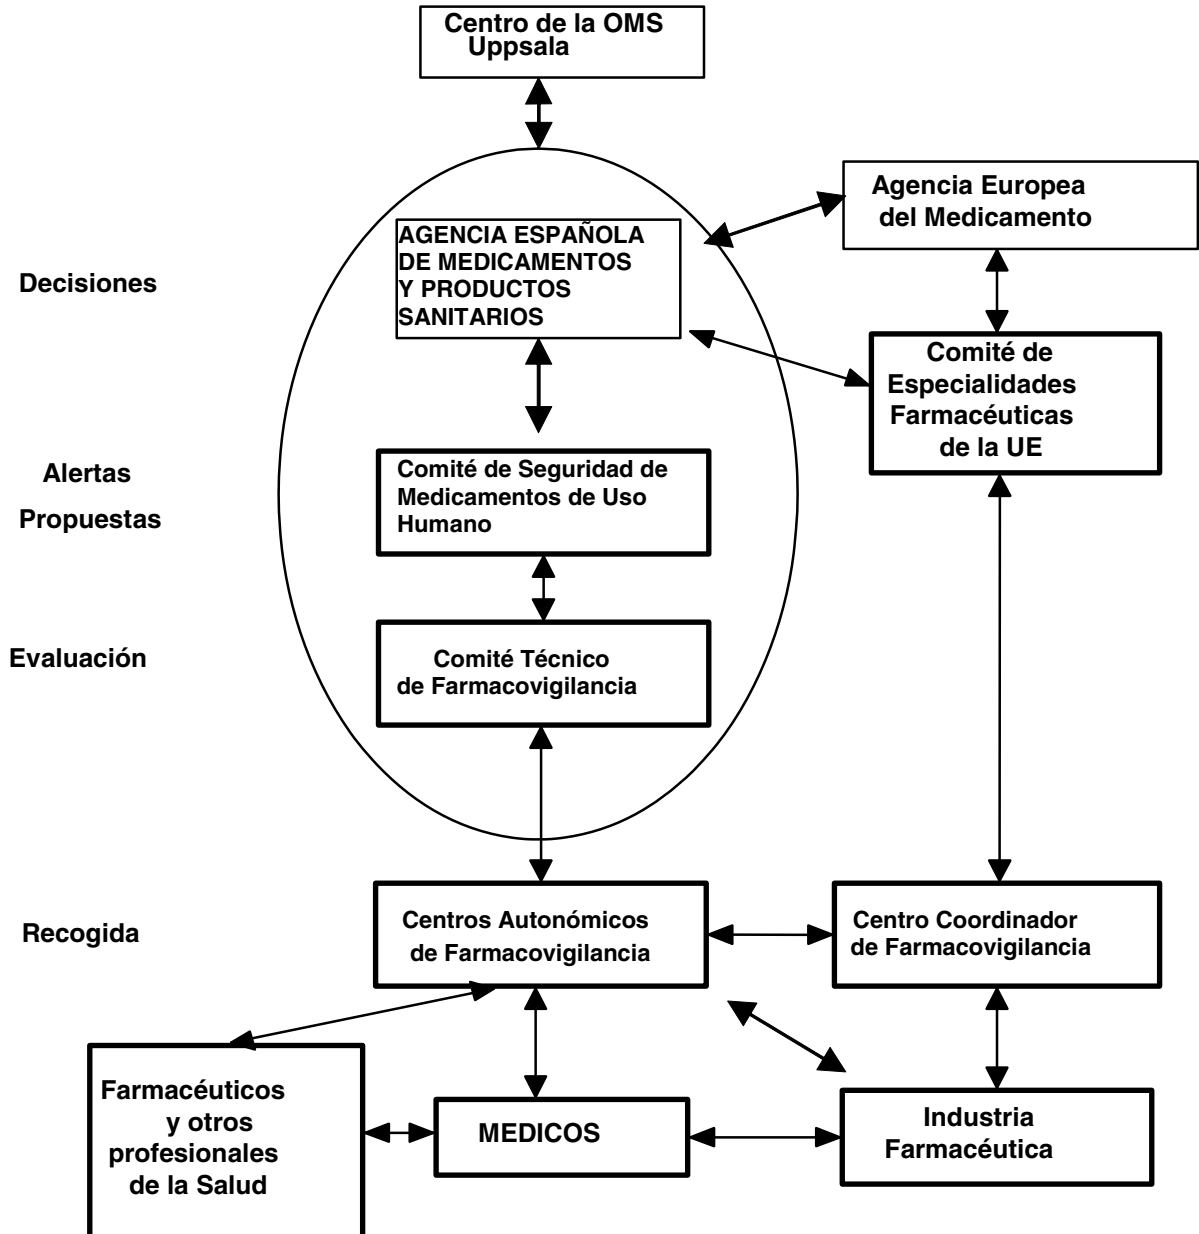 Centro de la OMS
Uppsala
Agencia Europea
del Medicamento
AGENCIA ESPAÑOLA
DE MEDICAMENTOS
Y PRODUCTOS
SANITARIOS
Decisiones
Comité de
Especialidades
Farmacéuticas
de la UE
Alertas
Propuestas
Comité de Seguridad de
Medicamentos de Uso
Humano
Evaluación
Comité Técnico
de Farmacovigilancia
Recogida
Centros Autonómicos
de Farmacovigilancia
Centro Coordinador
de Farmacovigilancia
Farmacéuticos
y otros
profesionales
de la Salud
MEDICOS
Industria
Farmacéutica